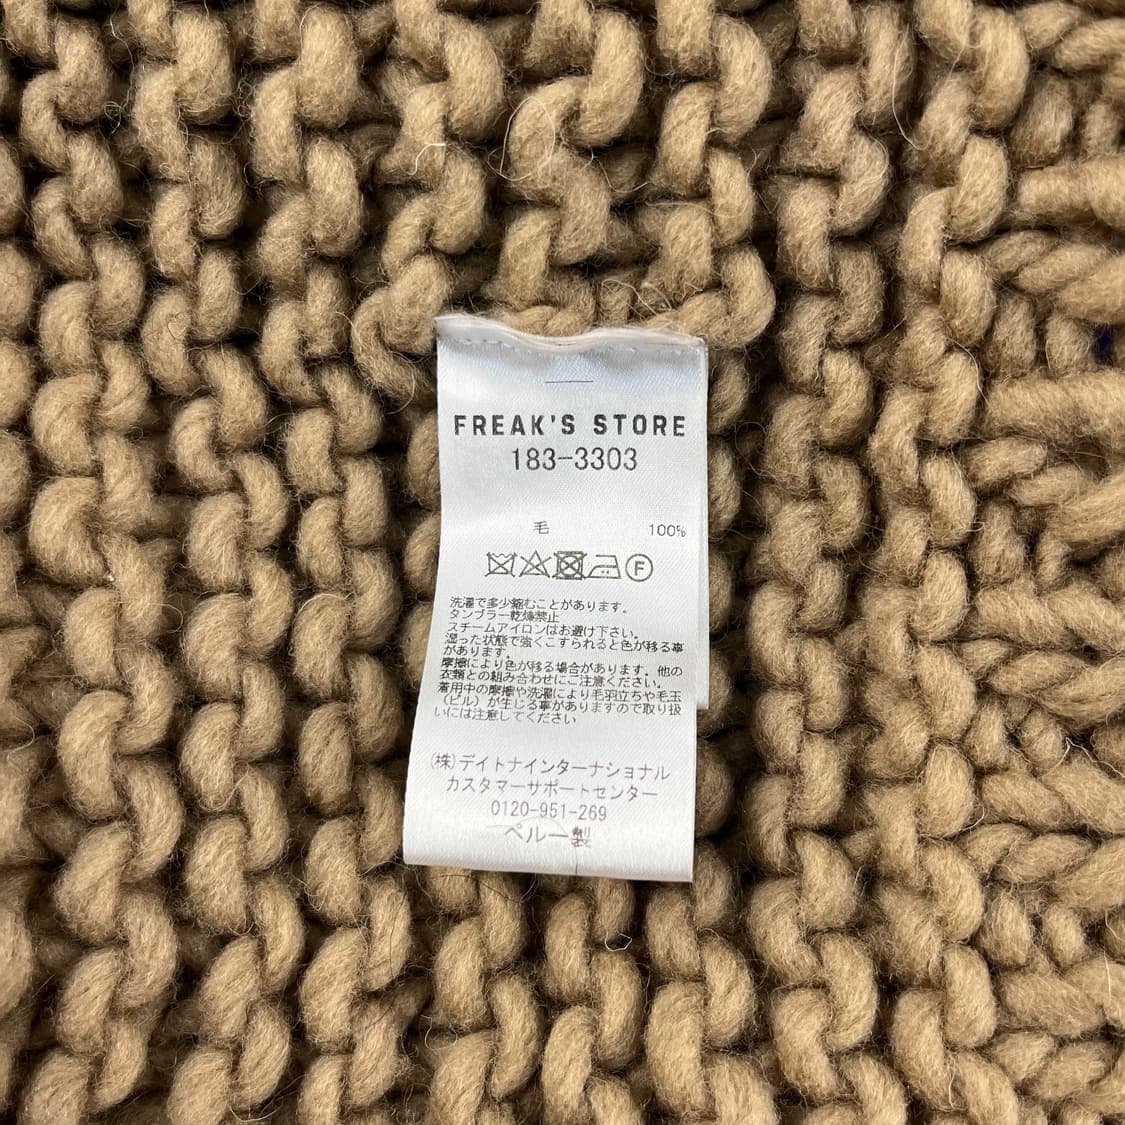 FREAK'S STORE
183-3303
毛 100%
F
洗濯で多少縮むことがあります。
タンブラー乾燥禁止
スチームアイロンはお避け下さい。
湿った状態で強くこすられると色が移る事
があります。
摩擦により色が移る場合があります。他の
衣類との組み合わせにご注意ください。
着用中の摩擦や洗濯により毛羽立ちや毛玉
(ピル)が生じる事がありますので取り扱
いには注意してください
(株)デイトナインターナショナル
カスタマーサポートセンター
0120-951-269
ペルー製